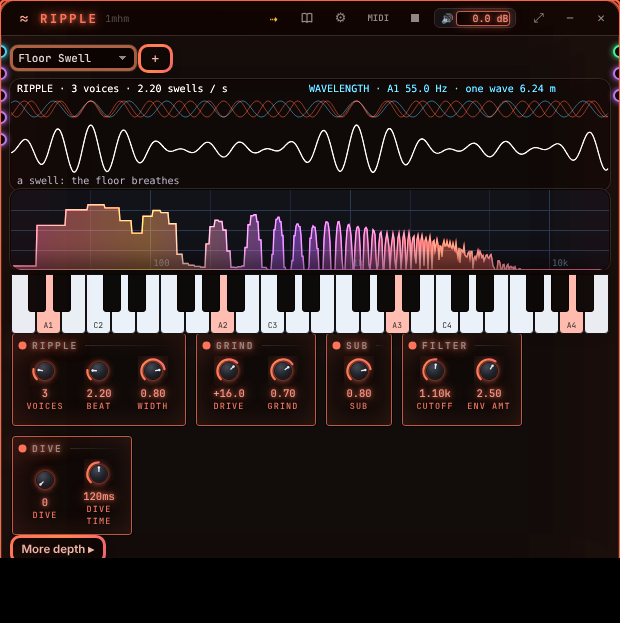 ≈ RIPPLE 1mhm MIDI 0.0 dB
Floor Swell +
RIPPLE · 3 voices · 2.20 swells / s WAVELENGTH · A1 55.0 Hz · one wave 6.24 m
a swell: the floor breathes
100 1k 10k
A1 C2 A2 C3 A3 C4 A4
RIPPLE GRIND SUB FILTER
3 2.20 0.80 +16.0 0.70 0.80 1.10k 2.50
VOICES BEAT WIDTH DRIVE GRIND SUB CUTOFF ENV AMT
DIVE
0 120ms
DIVE DIVE TIME
More depth ▸